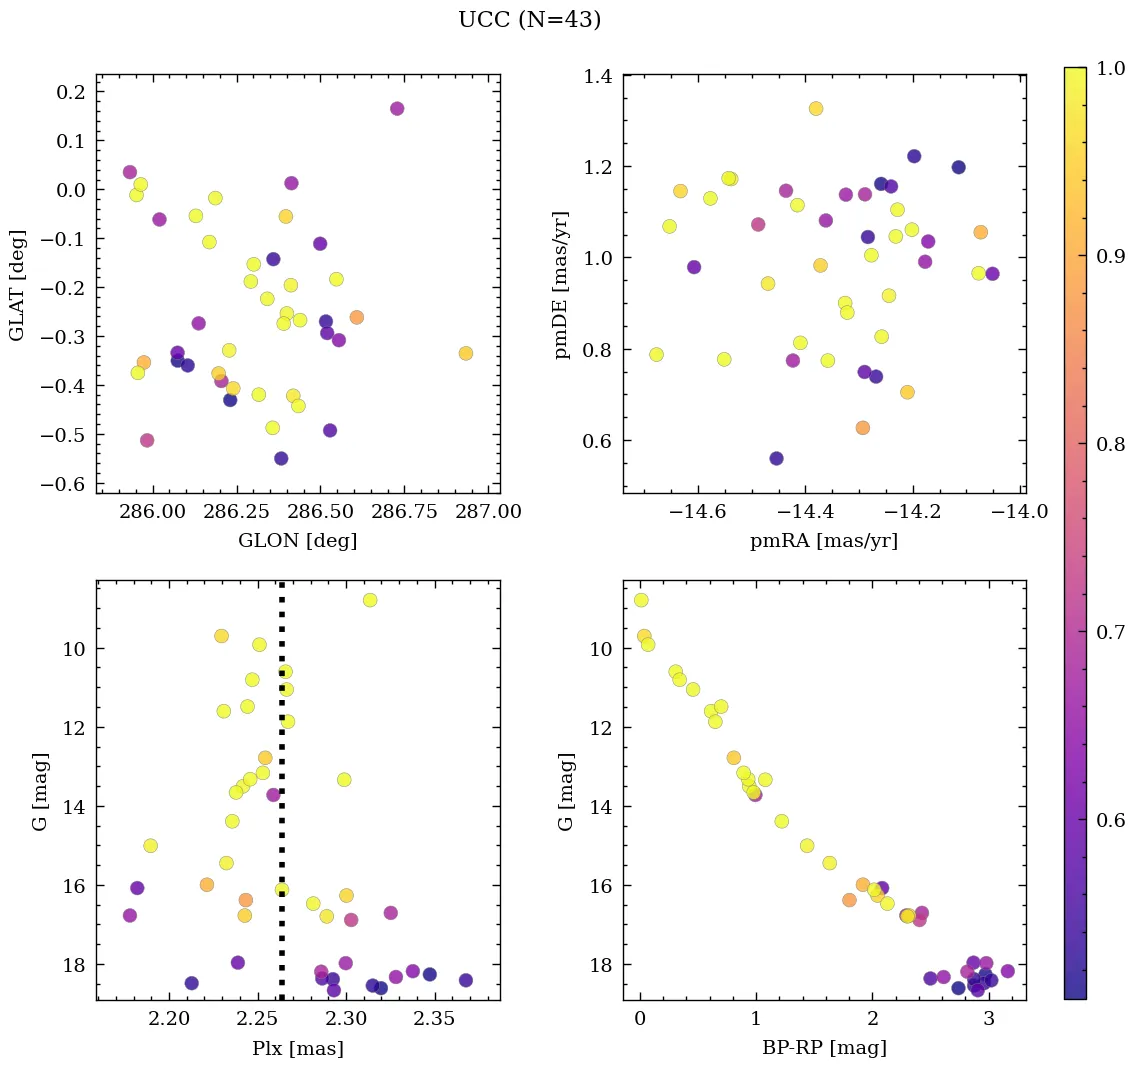 UCC (N=43)
0.2
0.1
0.0
−0.1
−0.2
−0.3
−0.4
−0.5
−0.6
GLAT [deg]
286.00 286.25 286.50 286.75 287.00
GLON [deg]
1.4
1.2
1.0
0.8
0.6
pmDE [mas/yr]
−14.6 −14.4 −14.2 −14.0
pmRA [mas/yr]
10
12
14
16
18
G [mag]
2.20 2.25 2.30 2.35
Plx [mas]
10
12
14
16
18
G [mag]
0 1 2 3
BP-RP [mag]
1.0
0.9
0.8
0.7
0.6